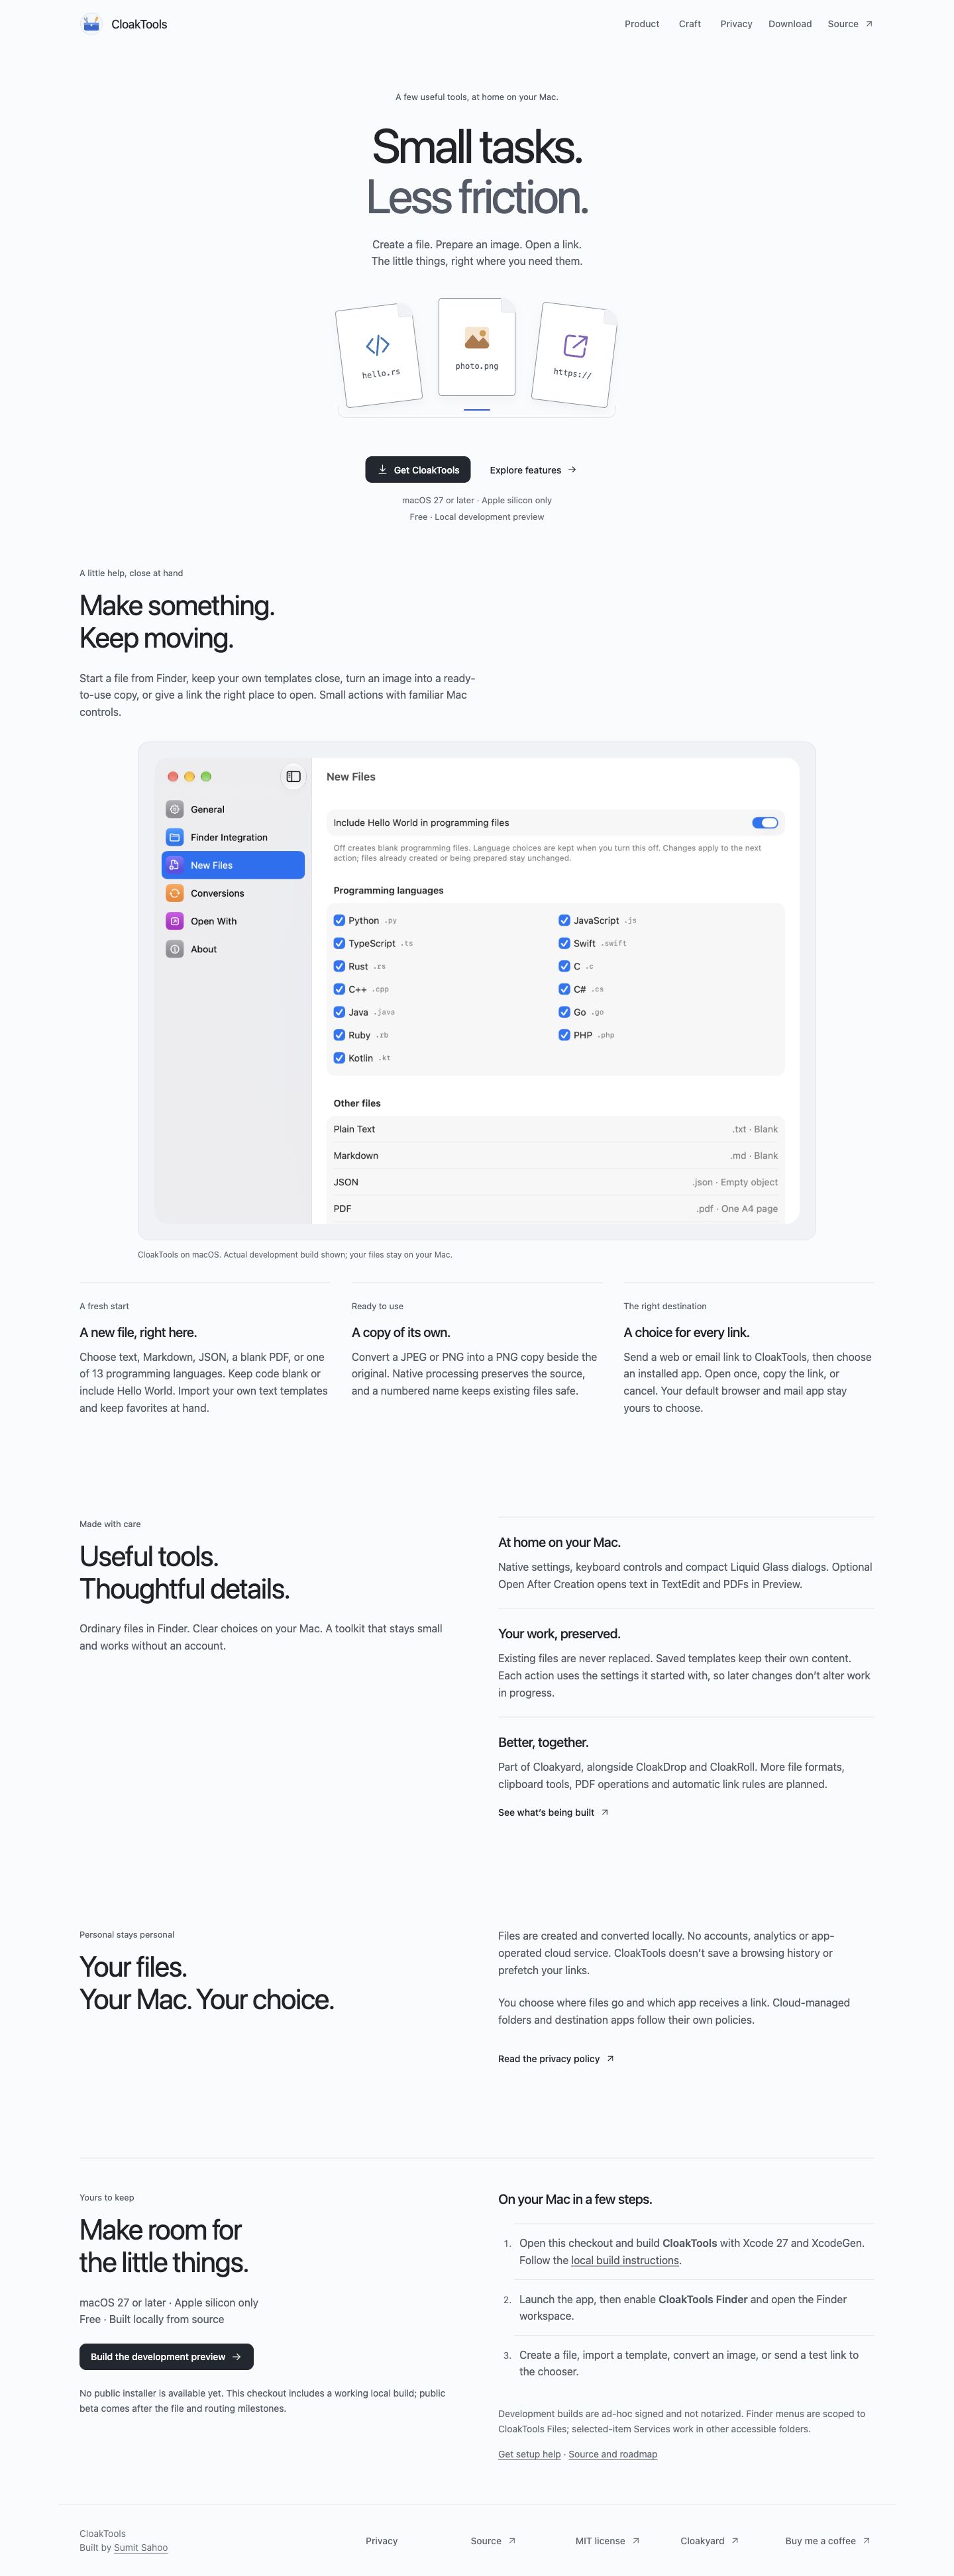 CloakTools
Product Craft Privacy Download Source
A few useful tools, at home on your Mac.
Small tasks.
Less friction.
Create a file. Prepare an image. Open a link.
The little things, right where you need them.
hello.rs
photo.png
https://
Get CloakTools
Explore features
macOS 27 or later · Apple silicon only
Free · Local development preview
A little help, close at hand
Make something.
Keep moving.
Start a file from Finder, keep your own templates close, turn an image into a ready-
to-use copy, or give a link the right place to open. Small actions with familiar Mac
controls.
General
Finder Integration
New Files
Conversions
Open With
About
New Files
Include Hello World in programming files
Off creates blank programming files. Language choices are kept when you turn this off. Changes apply to the next
action; files already created or being prepared stay unchanged.
Programming languages
Python .py
JavaScript .js
TypeScript .ts
Swift .swift
Rust .rs
C .c
C++ .cpp
C# .cs
Java .java
Go .go
Ruby .rb
PHP .php
Kotlin .kt
Other files
Plain Text .txt · Blank
Markdown .md · Blank
JSON .json · Empty object
PDF .pdf · One A4 page
CloakTools on macOS. Actual development build shown; your files stay on your Mac.
A fresh start
A new file, right here.
Choose text, Markdown, JSON, a blank PDF, or one
of 13 programming languages. Keep code blank or
include Hello World. Import your own text templates
and keep favorites at hand.
Ready to use
A copy of its own.
Convert a JPEG or PNG into a PNG copy beside the
original. Native processing preserves the source,
and a numbered name keeps existing files safe.
The right destination
A choice for every link.
Send a web or email link to CloakTools, then choose
an installed app. Open once, copy the link, or
cancel. Your default browser and mail app stay
yours to choose.
Made with care
Useful tools.
Thoughtful details.
Ordinary files in Finder. Clear choices on your Mac. A toolkit that stays small
and works without an account.
At home on your Mac.
Native settings, keyboard controls and compact Liquid Glass dialogs. Optional
Open After Creation opens text in TextEdit and PDFs in Preview.
Your work, preserved.
Existing files are never replaced. Saved templates keep their own content.
Each action uses the settings it started with, so later changes don’t alter work
in progress.
Better, together.
Part of Cloakyard, alongside CloakDrop and CloakRoll. More file formats,
clipboard tools, PDF operations and automatic link rules are planned.
See what’s being built
Personal stays personal
Your files.
Your Mac. Your choice.
Files are created and converted locally. No accounts, analytics or app-
operated cloud service. CloakTools doesn’t save a browsing history or
prefetch your links.
You choose where files go and which app receives a link. Cloud-managed
folders and destination apps follow their own policies.
Read the privacy policy
Yours to keep
Make room for
the little things.
macOS 27 or later · Apple silicon only
Free · Built locally from source
Build the development preview
No public installer is available yet. This checkout includes a working local build; public
beta comes after the file and routing milestones.
On your Mac in a few steps.
1. Open this checkout and build CloakTools with Xcode 27 and XcodeGen.
Follow the local build instructions.
2. Launch the app, then enable CloakTools Finder and open the Finder
workspace.
3. Create a file, import a template, convert an image, or send a test link to
the chooser.
Development builds are ad-hoc signed and not notarized. Finder menus are scoped to
CloakTools Files; selected-item Services work in other accessible folders.
Get setup help · Source and roadmap
CloakTools
Built by Sumit Sahoo
Privacy Source MIT license Cloakyard Buy me a coffee